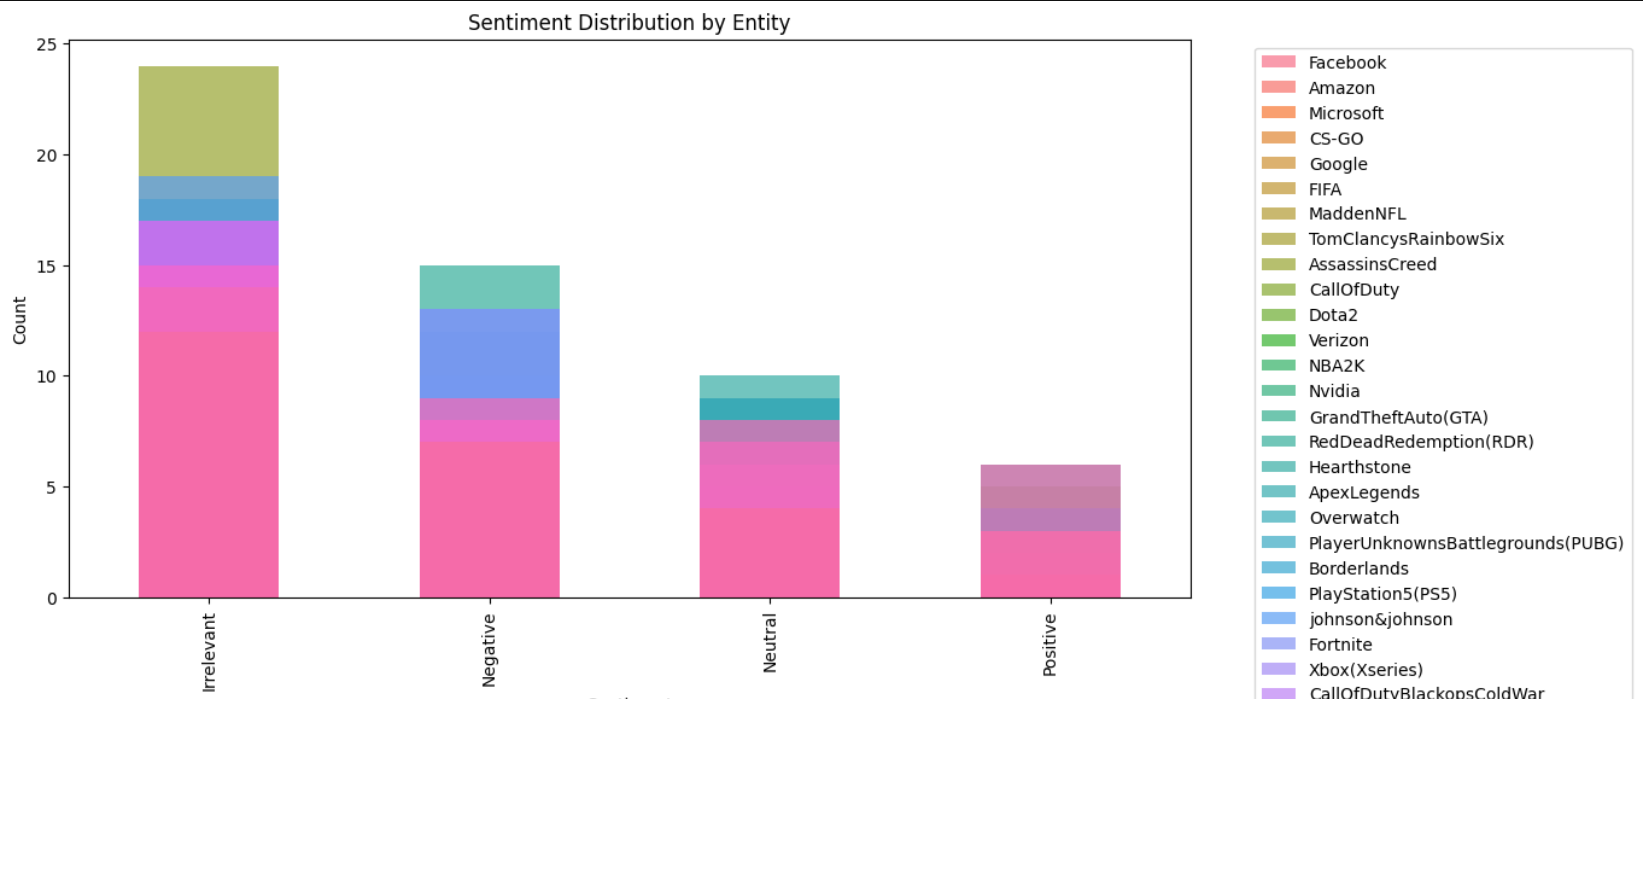 Sentiment Distribution by Entity
25
20
15
10
5
0
Count
Irrelevant
Negative
Neutral
Positive
Facebook
Amazon
Microsoft
CS-GO
Google
FIFA
MaddenNFL
TomClancysRainbowSix
AssassinsCreed
CallOfDuty
Dota2
Verizon
NBA2K
Nvidia
GrandTheftAuto(GTA)
RedDeadRedemption(RDR)
Hearthstone
ApexLegends
Overwatch
PlayerUnknownsBattlegrounds(PUBG)
Borderlands
PlayStation5(PS5)
johnson&johnson
Fortnite
Xbox(Xseries)
CallOfDutyBlackopsColdWar